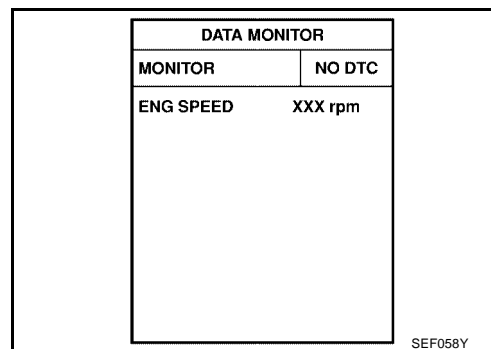 DATA MONITOR
MONITOR NO DTC
ENG SPEED XXX rpm
SEF058Y